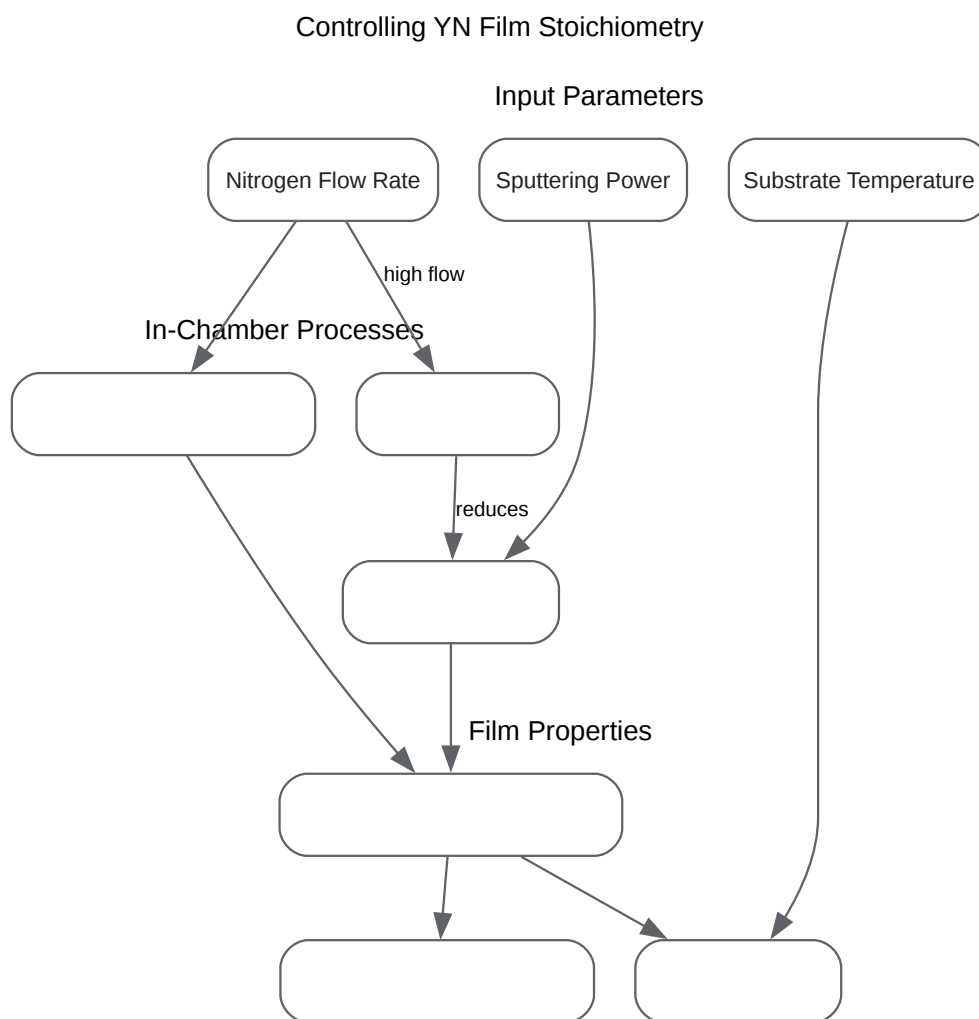 Controlling YN Film Stoichiometry
Input Parameters
Nitrogen Flow Rate
Sputtering Power
Substrate Temperature
high flow
In-Chamber Processes
reduces
Film Properties